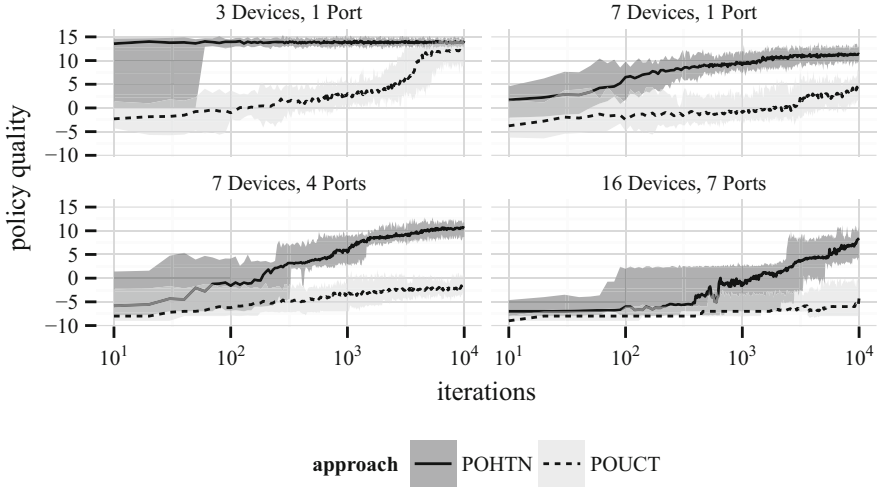 3 Devices, 1 Port
7 Devices, 1 Port
15
10
5
0
−5
−10
7 Devices, 4 Ports
16 Devices, 7 Ports
15
10
5
0
−5
−10
policy quality
10^1
10^2
10^3
10^4
10^1
10^2
10^3
10^4
iterations
approach POHTN POUCT